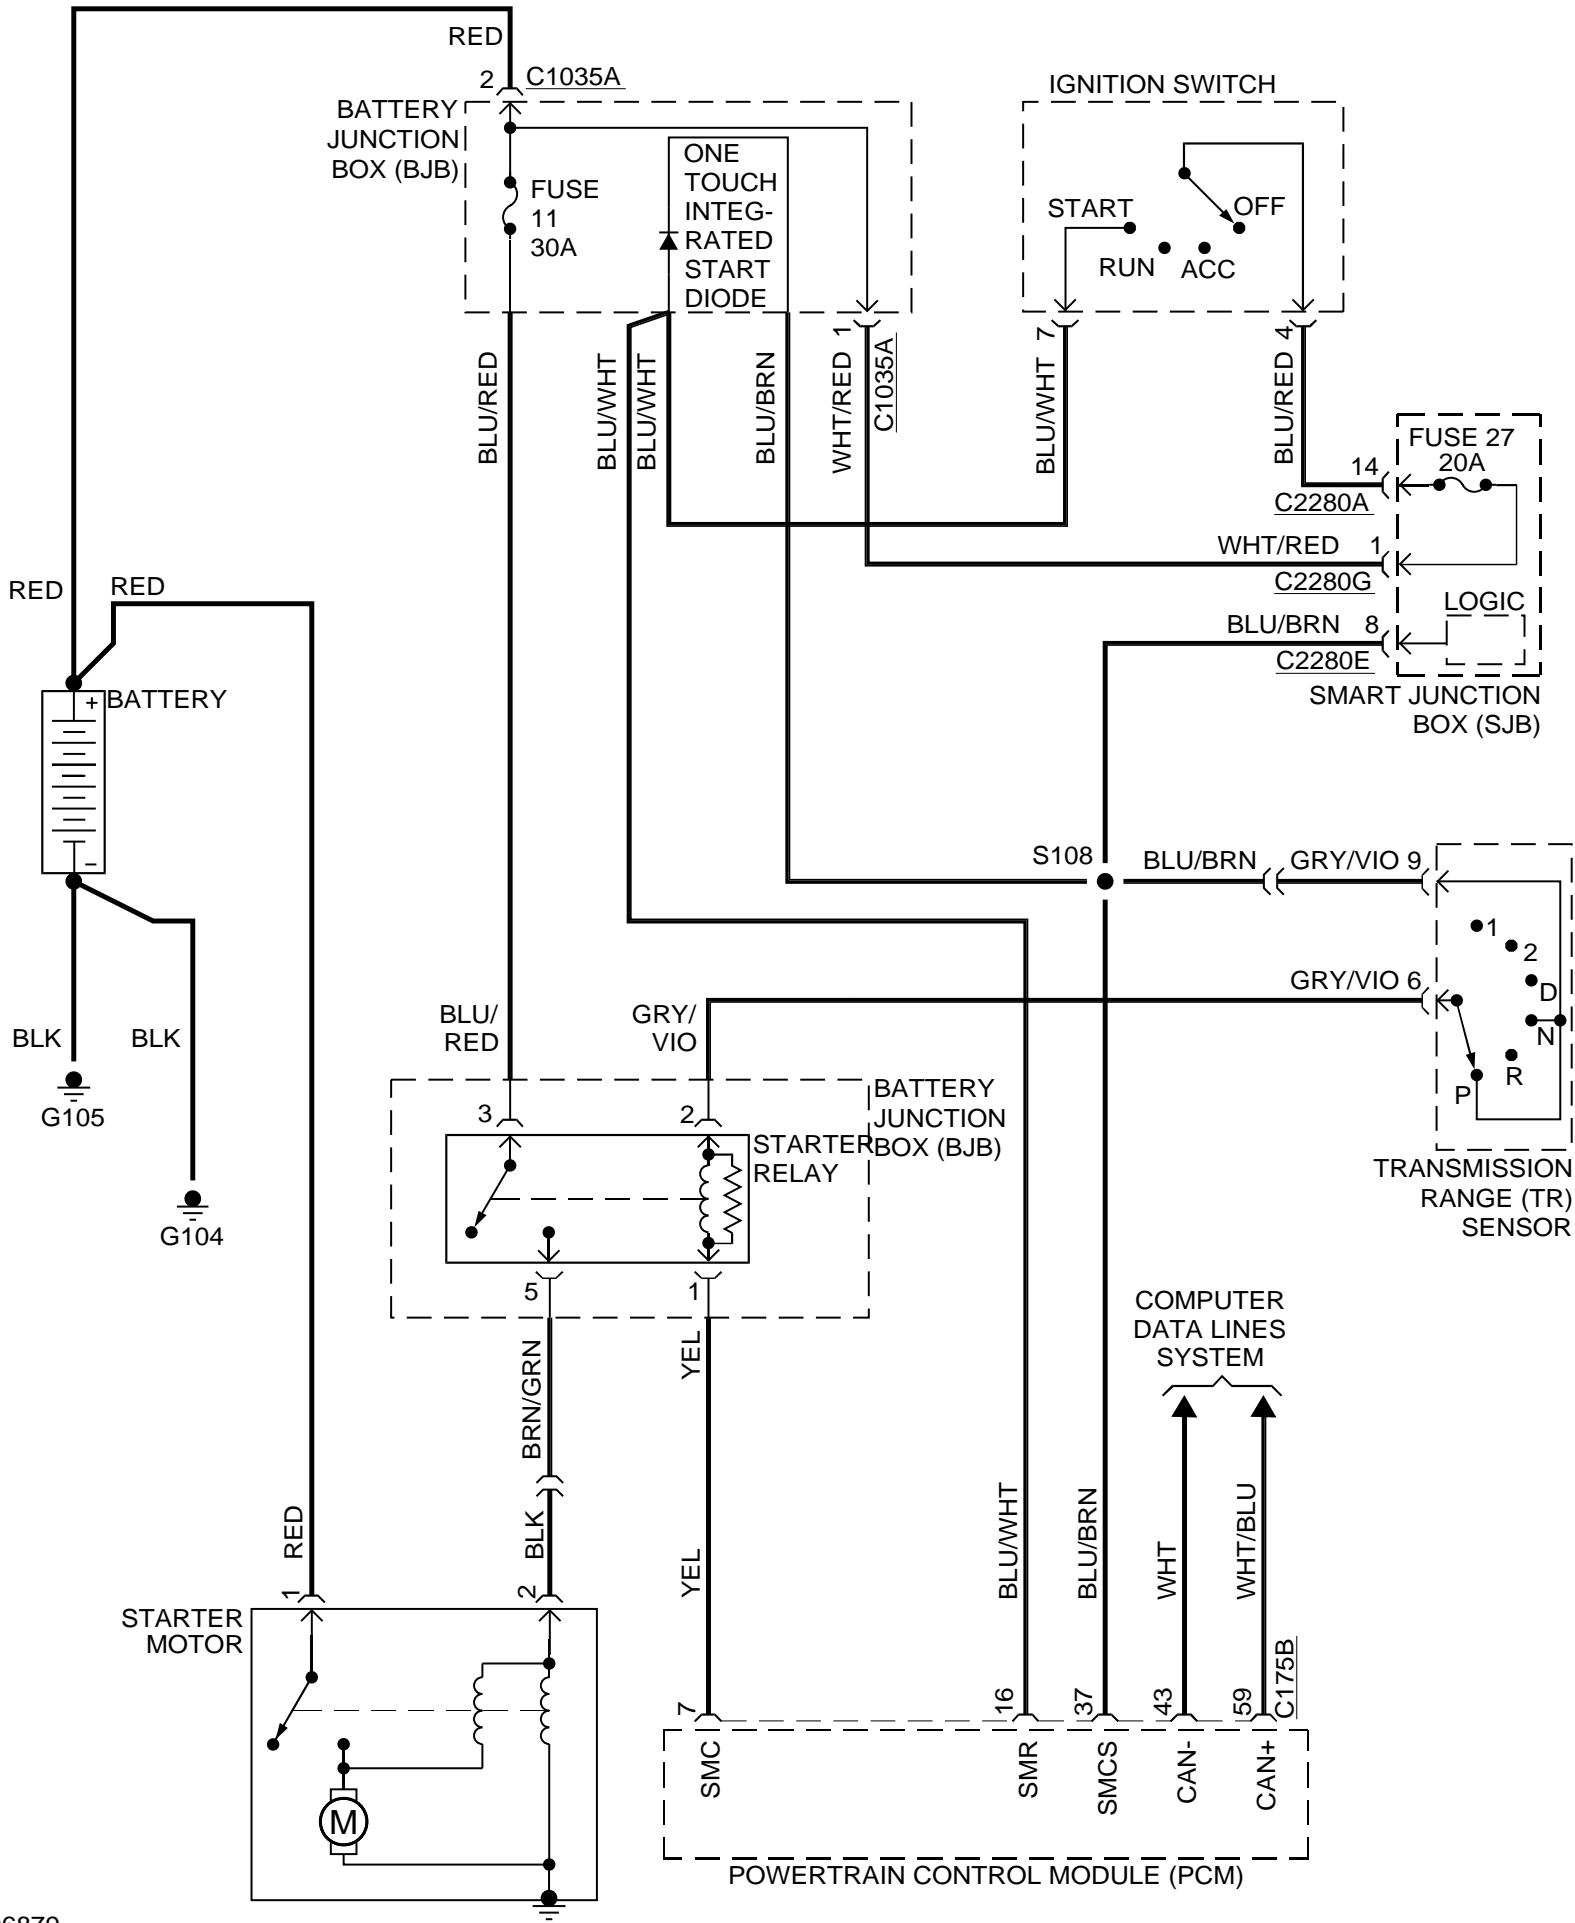 RED
2 C1035A
BATTERY
JUNCTION
BOX (BJB)
FUSE
11
30A
ONE
TOUCH
INTEG-
RATED
START
DIODE
IGNITION SWITCH
START
OFF
RUN
ACC
BLU/RED
BLU/WHT
BLU/WHT
BLU/BRN
WHT/RED 1
C1035A
BLU/WHT 7
BLU/RED 4
FUSE 27
20A
14
C2280A
WHT/RED 1
C2280G
LOGIC
BLU/BRN 8
C2280E
SMART JUNCTION
BOX (SJB)
RED
RED
+
BATTERY
–
S108
BLU/BRN
GRY/VIO 9
1
2
D
N
R
P
GRY/VIO 6
TRANSMISSION
RANGE (TR)
SENSOR
BLK
BLK
G105
G104
BLU/
RED
GRY/
VIO
BATTERY
JUNCTION
BOX (BJB)
3
2
STARTER
RELAY
5
1
COMPUTER
DATA LINES
SYSTEM
BRN/GRN
YEL
RED
BLK
YEL
BLU/WHT
BLU/BRN
WHT
WHT/BLU
1
2
STARTER
MOTOR
M
7
16
37
43
59
C175B
SMC
SMR
SMCS
CAN-
CAN+
POWERTRAIN CONTROL MODULE (PCM)